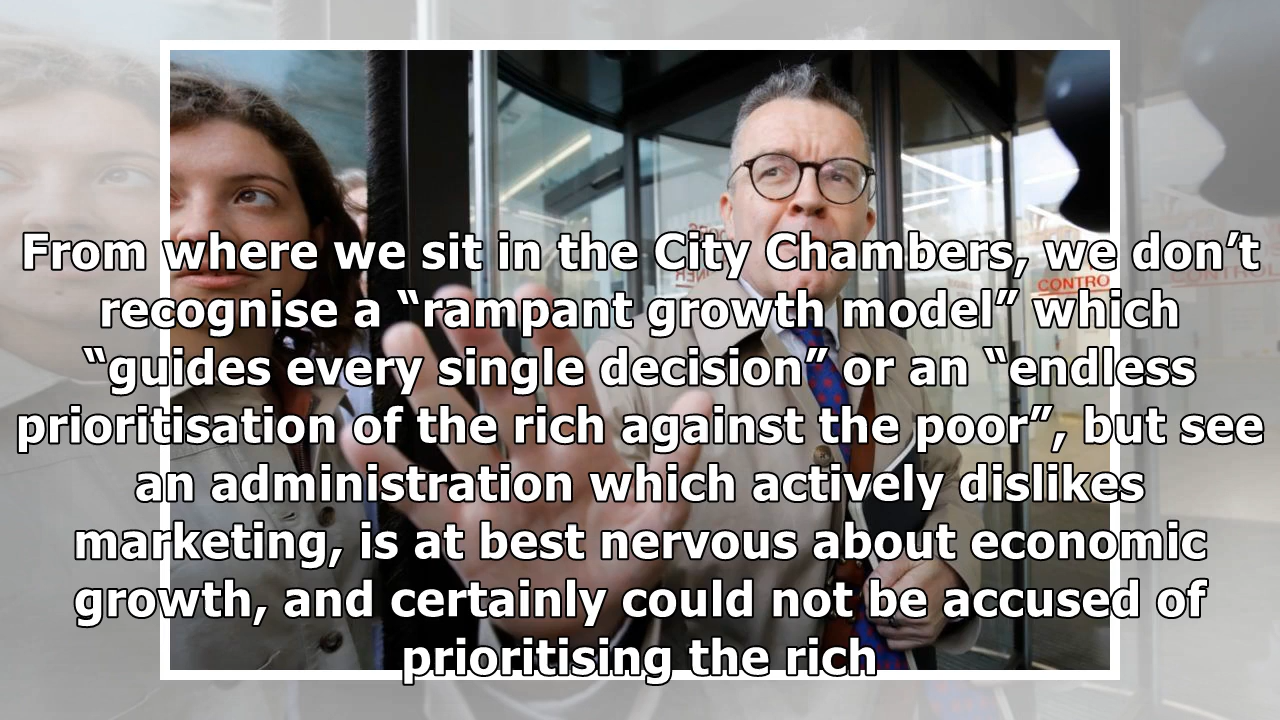 From where we sit in the City Chambers, we don’t
recognise a “rampant growth model” which
“guides every single decision” or an “endless
prioritisation of the rich against the poor”, but see
an administration which actively dislikes
marketing, is at best nervous about economic
growth, and certainly could not be accused of
prioritising the rich
CONTRO